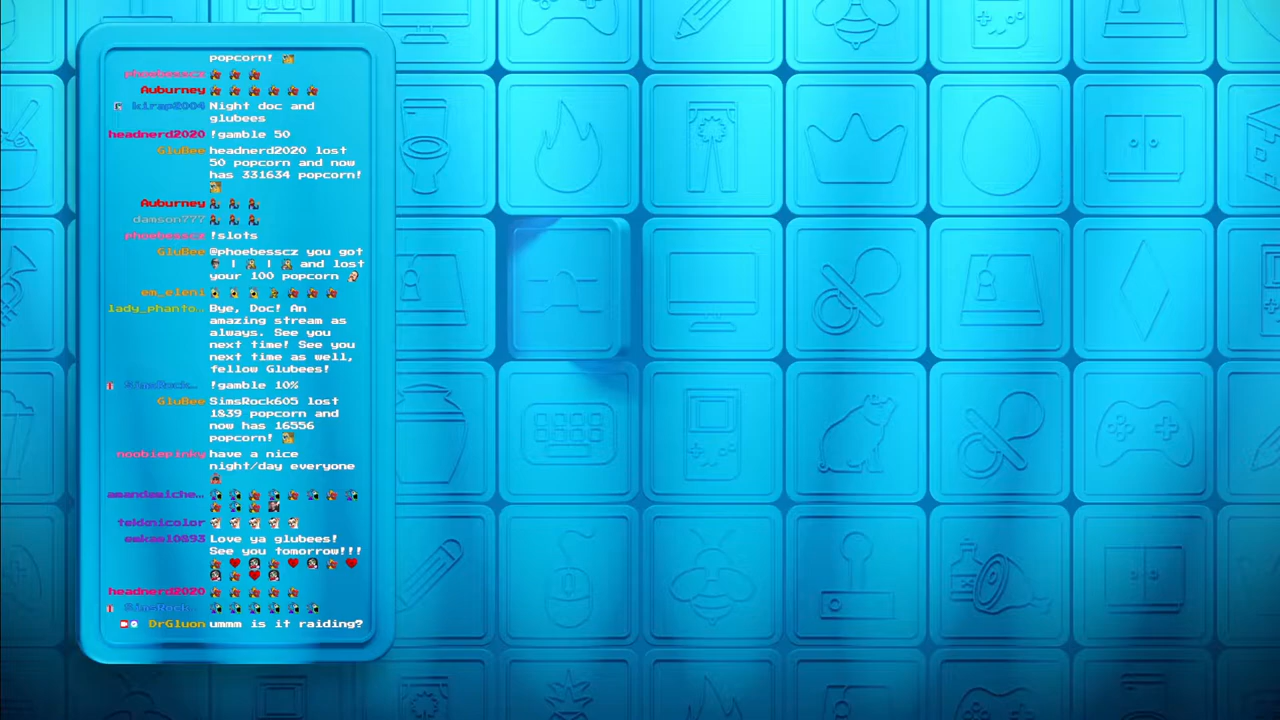 popcorn!
phoebesscz
Auburney
kirap2004 Night doc and
glubees
headnerd2020 !gamble 50
GluBee headnerd2020 lost
50 popcorn and now
has 331634 popcorn!
Auburney
damson777
phoebesscz !slots
GluBee @phoebesscz you got
| | and lost
your 100 popcorn
em_eleni
lady_phanto… Bye, Doc! An
amazing stream as
always. See you
next time! See you
next time as well,
fellow Glubees!
SimsRock… !gamble 10%
GluBee SimsRock605 lost
1839 popcorn and
now has 16556
popcorn!
noobiepinky have a nice
night/day everyone
tekknicolor
Love ya glubees!
See you tomorrow!!!
headnerd2020
SimsRock…
DrGluon ummm is it raiding?